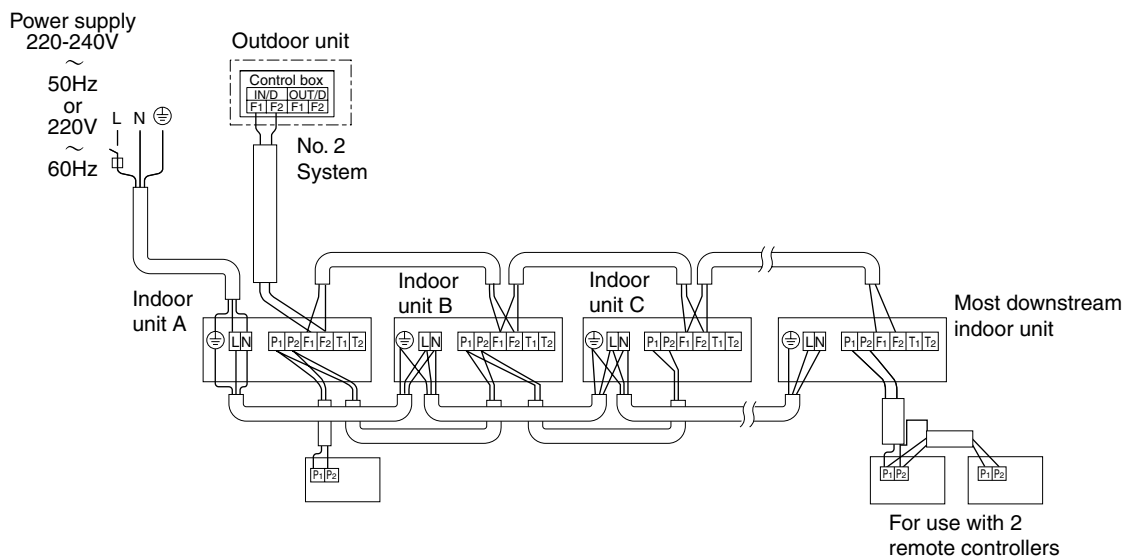 Power supply
220-240V
~
50Hz
or
220V
~
60Hz
L N
Outdoor unit
Control box
IN/D OUT/D
F1 F2 F1 F2
No. 2
System
Indoor
unit A
Indoor
unit B
Indoor
unit C
Most downstream
indoor unit
L N P1 P2 F1 F2 T1 T2
L N P1 P2 F1 F2 T1 T2
L N P1 P2 F1 F2 T1 T2
L N P1 P2 F1 F2 T1 T2
P1 P2
P1 P2
P1 P2
For use with 2
remote controllers